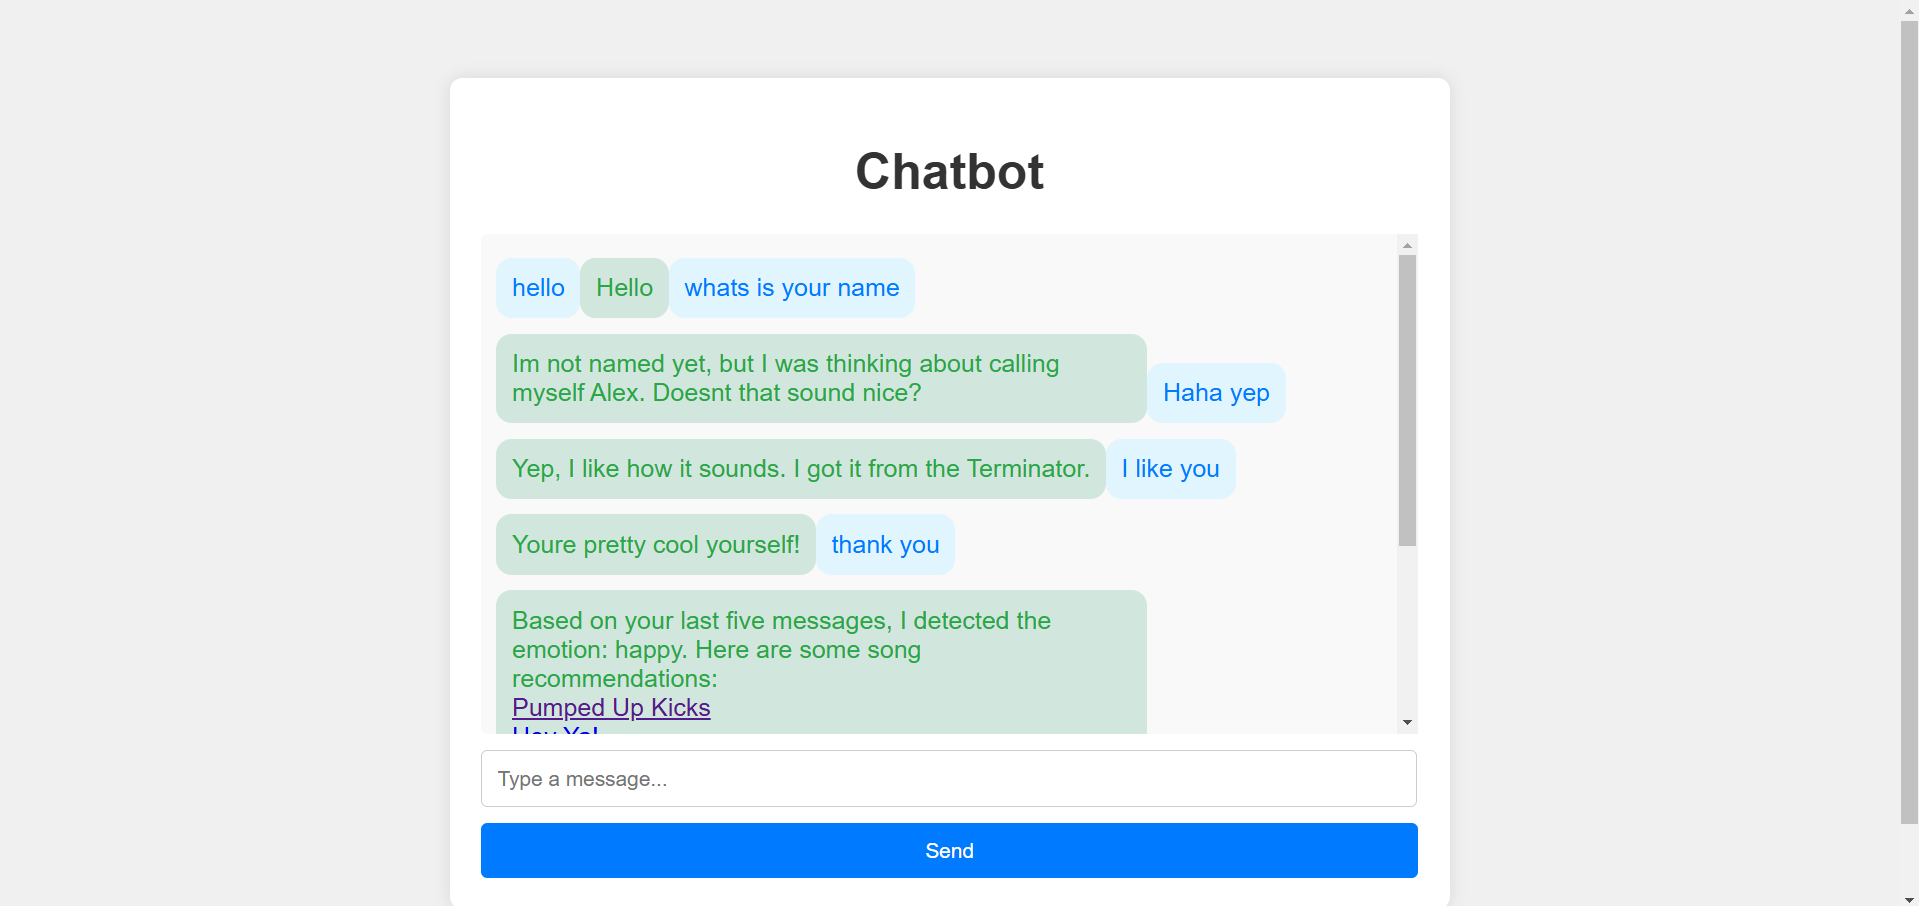 Chatbot
hello
Hello
whats is your name
Im not named yet, but I was thinking about calling
myself Alex. Doesnt that sound nice?
Haha yep
Yep, I like how it sounds. I got it from the Terminator.
I like you
Youre pretty cool yourself!
thank you
Based on your last five messages, I detected the
emotion: happy. Here are some song
recommendations:
Pumped Up Kicks
Hey Ya!
Type a message...
Send